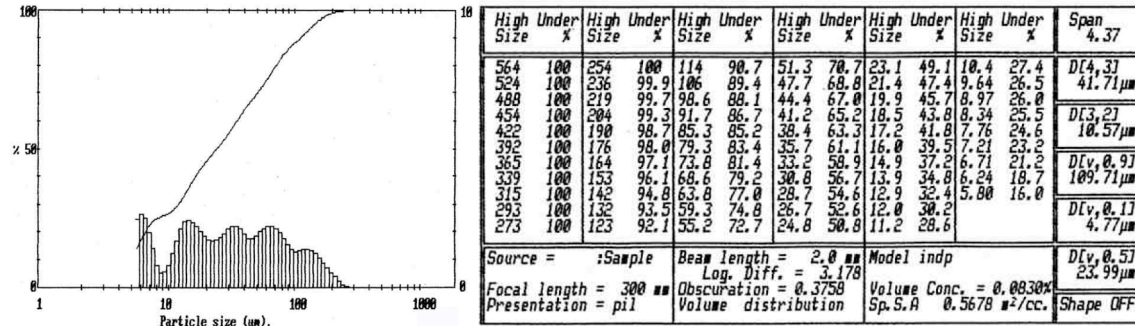 100
10
% 50
0
0
1 10 100 1000
Particle size (µm).
High Under High Under High Under High Under High Under High Under Span
Size % Size % Size % Size % Size % Size % 4.37
564 100 254 100 114 90.7 51.3 70.7 23.1 49.1 10.4 27.4
524 100 236 99.9 106 89.4 47.7 68.8 21.4 47.4 9.64 26.5 D[4,3]
488 100 219 99.7 98.6 88.1 44.4 67.0 19.9 45.7 8.97 26.0 41.71µm
454 100 204 99.3 91.7 86.7 41.2 65.2 18.5 43.8 8.34 25.5
422 100 190 98.7 85.3 85.2 38.4 63.3 17.2 41.8 7.76 24.6 D[3,2]
392 100 176 98.0 79.3 83.4 35.7 61.1 16.0 39.5 7.21 23.2 10.57µm
365 100 164 97.1 73.8 81.4 33.2 58.9 14.9 37.2 6.71 21.2
339 100 153 96.1 68.6 79.2 30.8 56.7 13.9 34.8 6.24 18.7 D[v,0.9]
315 100 142 94.8 63.8 77.0 28.7 54.6 12.9 32.4 5.80 16.0 109.71µm
293 100 132 93.5 59.3 74.8 26.7 52.6 12.0 30.2
273 100 123 92.1 55.2 72.7 24.8 50.8 11.2 28.6 D[v,0.1]
4.77µm
Source = :Sample Beam length = 2.0 mm Model indp D[v,0.5]
Log. Diff. = 3.178 23.99µm
Focal length = 300 mm Obscuration = 0.3758 Volume Conc. = 0.0830%
Presentation = pil Volume distribution Sp.S.A 0.5678 m²/cc. Shape OFF